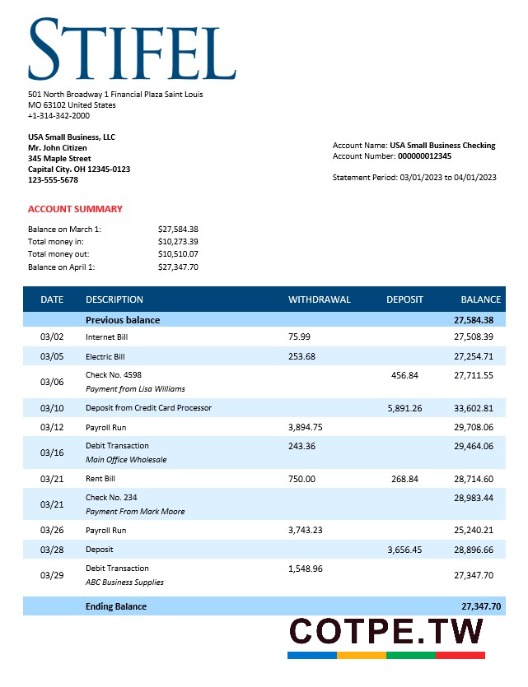 STIFEL
501 North Broadway 1 Financial Plaza Saint Louis
MO 63102 United States
+1-314-342-2000
USA Small Business, LLC
Mr. John Citizen
345 Maple Street
Capital City. OH 12345-0123
123-555-5678
Account Name: USA Small Business Checking
Account Number: 000000012345
Statement Period: 03/01/2023 to 04/01/2023
ACCOUNT SUMMARY
Balance on March 1: $27,584.38
Total money in: $10,273.39
Total money out: $10,510.07
Balance on April 1: $27,347.70
DATE DESCRIPTION WITHDRAWAL DEPOSIT BALANCE
Previous balance 27,584.38
03/02 Internet Bill 75.99 27,508.39
03/05 Electric Bill 253.68 27,254.71
03/06 Check No. 4598 456.84 27,711.55
Payment from Lisa Williams
03/10 Deposit from Credit Card Processor 5,891.26 33,602.81
03/12 Payroll Run 3,894.75 29,708.06
03/16 Debit Transaction 243.36 29,464.06
Main Office Wholesale
03/21 Rent Bill 750.00 268.84 28,714.60
03/21 Check No. 234 28,983.44
Payment From Mark Moore
03/26 Payroll Run 3,743.23 25,240.21
03/28 Deposit 3,656.45 28,896.66
03/29 Debit Transaction 1,548.96 27,347.70
ABC Business Supplies
Ending Balance 27,347.70
COTPE.TW